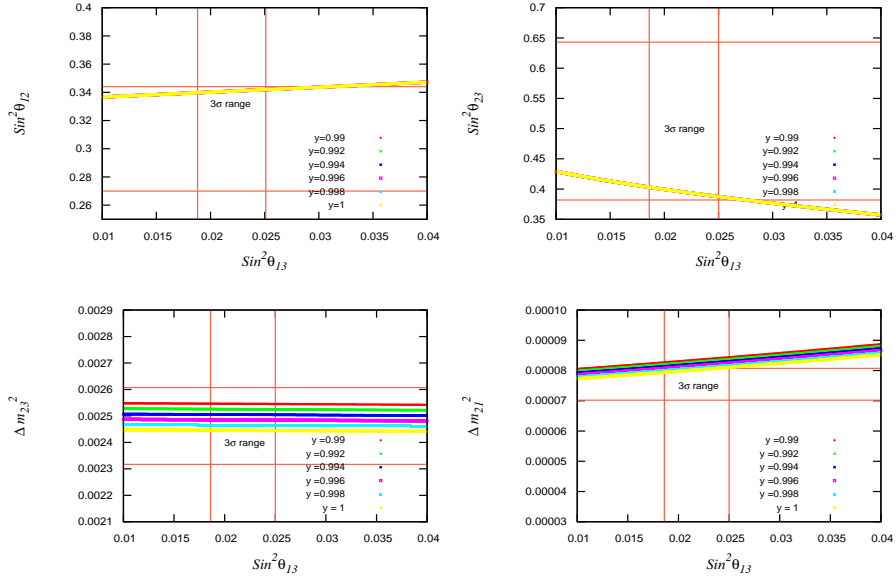 0.4
0.38
0.36
0.34
0.32
0.3
0.28
0.26
Sin²θ₁₂
3σ range
y=0.99
y=0.992
y=0.994
y=0.996
y=0.998
y=1
0.01 0.015 0.02 0.025 0.03 0.035 0.04
Sin²θ₁₃
0.7
0.65
0.6
0.55
0.5
0.45
0.4
0.35
Sin²θ₂₃
3σ range
y=0.99
y=0.992
y=0.994
y=0.996
y=0.998
y=1
0.01 0.015 0.02 0.025 0.03 0.035 0.04
Sin²θ₁₃
0.0029
0.0028
0.0027
0.0026
0.0025
0.0024
0.0023
0.0022
0.0021
Δ m₂₃²
3σ range
y=0.99
y=0.992
y=0.994
y=0.996
y=0.998
y = 1
0.01 0.015 0.02 0.025 0.03 0.035 0.04
Sin²θ₁₃
0.00010
0.00009
0.00008
0.00007
0.00006
0.00005
0.00004
0.00003
Δ m₂₁²
3σ range
y=0.99
y=0.992
y=0.994
y=0.996
y=0.998
y = 1
0.01 0.015 0.02 0.025 0.03 0.035 0.04
Sin²θ₁₃